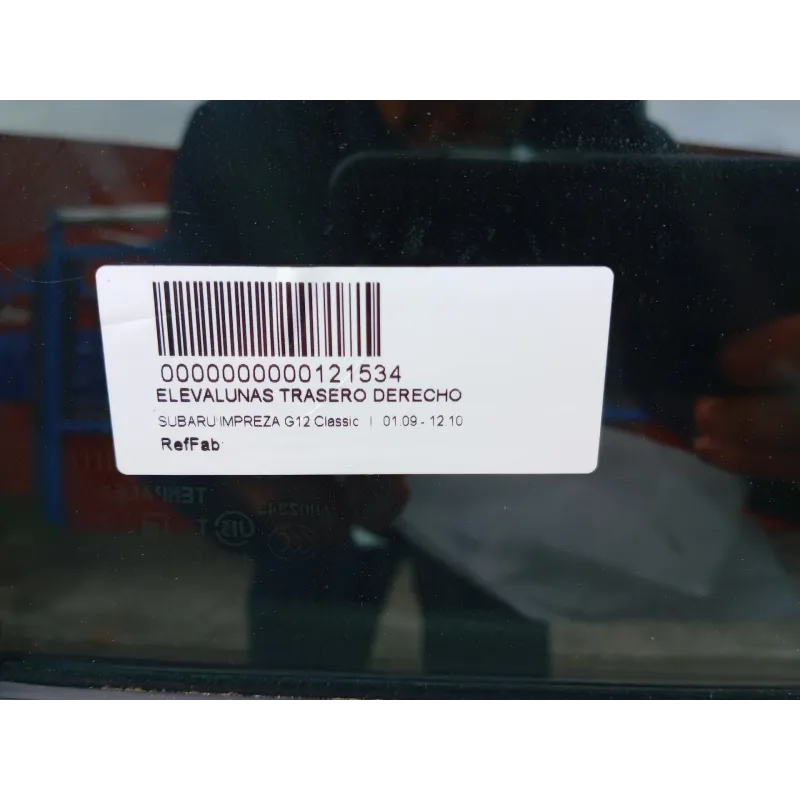 0000000000121534
ELEVALUNAS TRASERO DERECHO
SUBARU IMPREZA G12 Classic | 01.09 - 12.10
RefFab